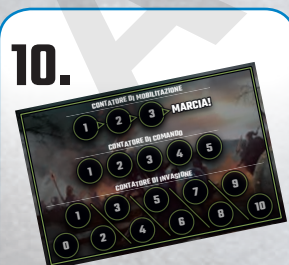 10.
CONTATORE DI MOBILITAZIONE
1 2 3 MARCIA!
CONTATORE DI COMANDO
1 2 3 4 5
CONTATORE DI INVASIONE
1 3 5 7 9
0 2 4 6 8 10